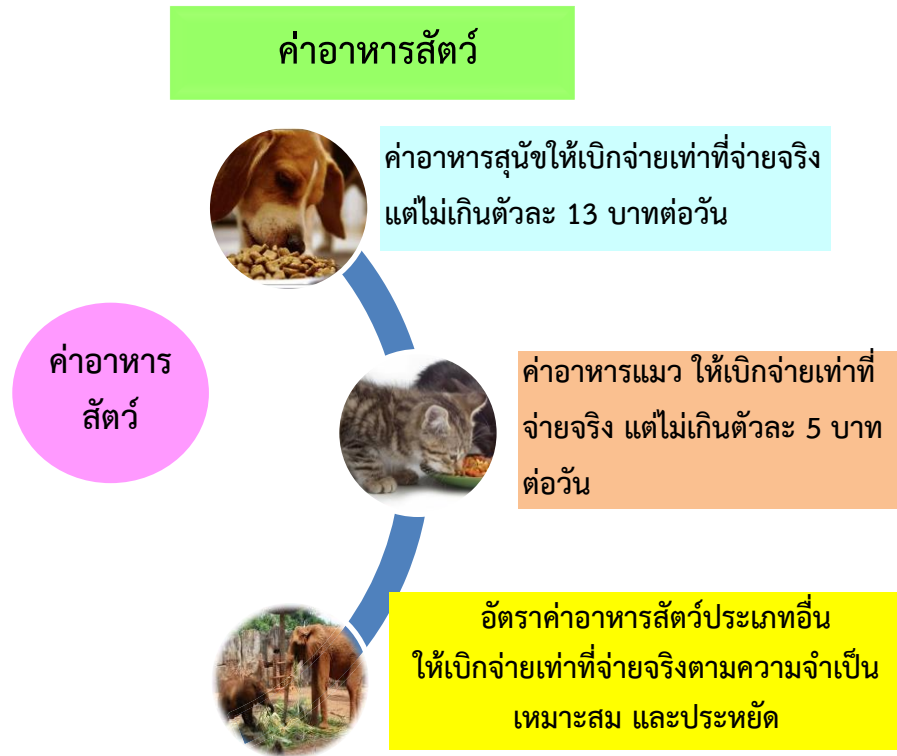 ค่าอาหารสัตว์
ค่าอาหารสุนัขให้เบิกจ่ายเท่าที่จ่ายจริง
แต่ไม่เกินตัวละ 13 บาทต่อวัน
ค่าอาหาร
สัตว์
ค่าอาหารแมว ให้เบิกจ่ายเท่าที่
จ่ายจริง แต่ไม่เกินตัวละ 5 บาท
ต่อวัน
อัตราค่าอาหารสัตว์ประเภทอื่น
ให้เบิกจ่ายเท่าที่จ่ายจริงตามความจำเป็น
เหมาะสม และประหยัด